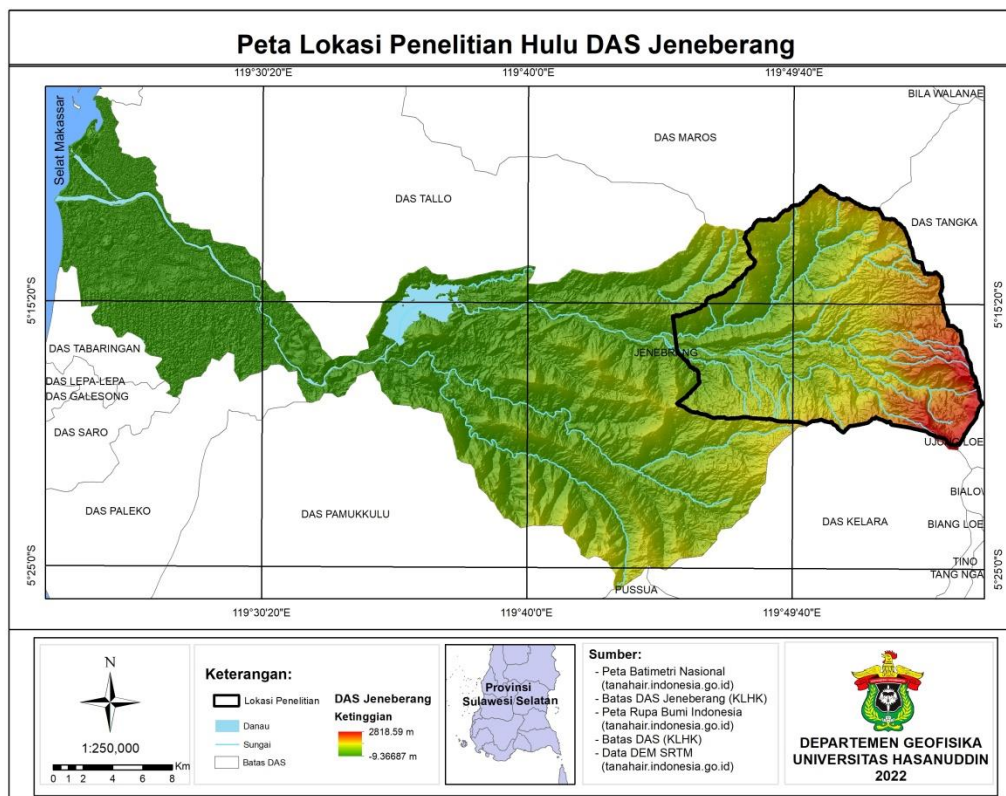 Peta Lokasi Penelitian Hulu DAS Jeneberang
119°30'20"E
119°40'0"E
119°49'40"E
Selat Makassar
BILA WALANAE
DAS MAROS
DAS TALLO
DAS TANGKA
5°15'20"S
5°15'20"S
JENEBRANG
DAS TABARINGAN
DAS LEPA-LEPA
DAS GALESONG
DAS SARO
UJONG LOE
DAS PALEKO
DAS PAMUKKULU
DAS KELARA
BIALOW
BIANG LOE
TINO
TANG NGA
5°25'0"S
5°25'0"S
PUSSUA
119°30'20"E
119°40'0"E
119°49'40"E
N
1:250,000
0 1 2 4 6 8 Km
Keterangan:
Lokasi Penelitian
Danau
Sungai
Batas DAS
DAS Jeneberang
Ketinggian
2818.59 m
-9.36687 m
Provinsi
Sulawesi Selatan
Sumber:
- Peta Batimetri Nasional
(tanahair.indonesia.go.id)
- Batas DAS Jeneberang (KLHK)
- Peta Rupa Bumi Indonesia
(tanahair.indonesia.go.id)
- Batas DAS (KLHK)
- Data DEM SRTM
(tanahair.indonesia.go.id)
DEPARTEMEN GEOFISIKA
UNIVERSITAS HASANUDDIN
2022